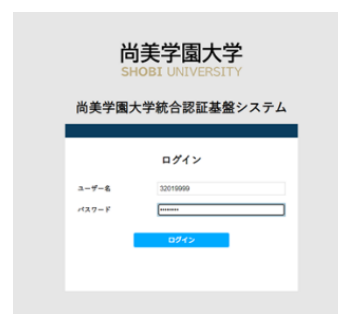 尚美学園大学
SHOBI UNIVERSITY
尚美学園大学統合認証基盤システム
ログイン
ユーザー名 32019999
パスワード ••••••••
ログイン